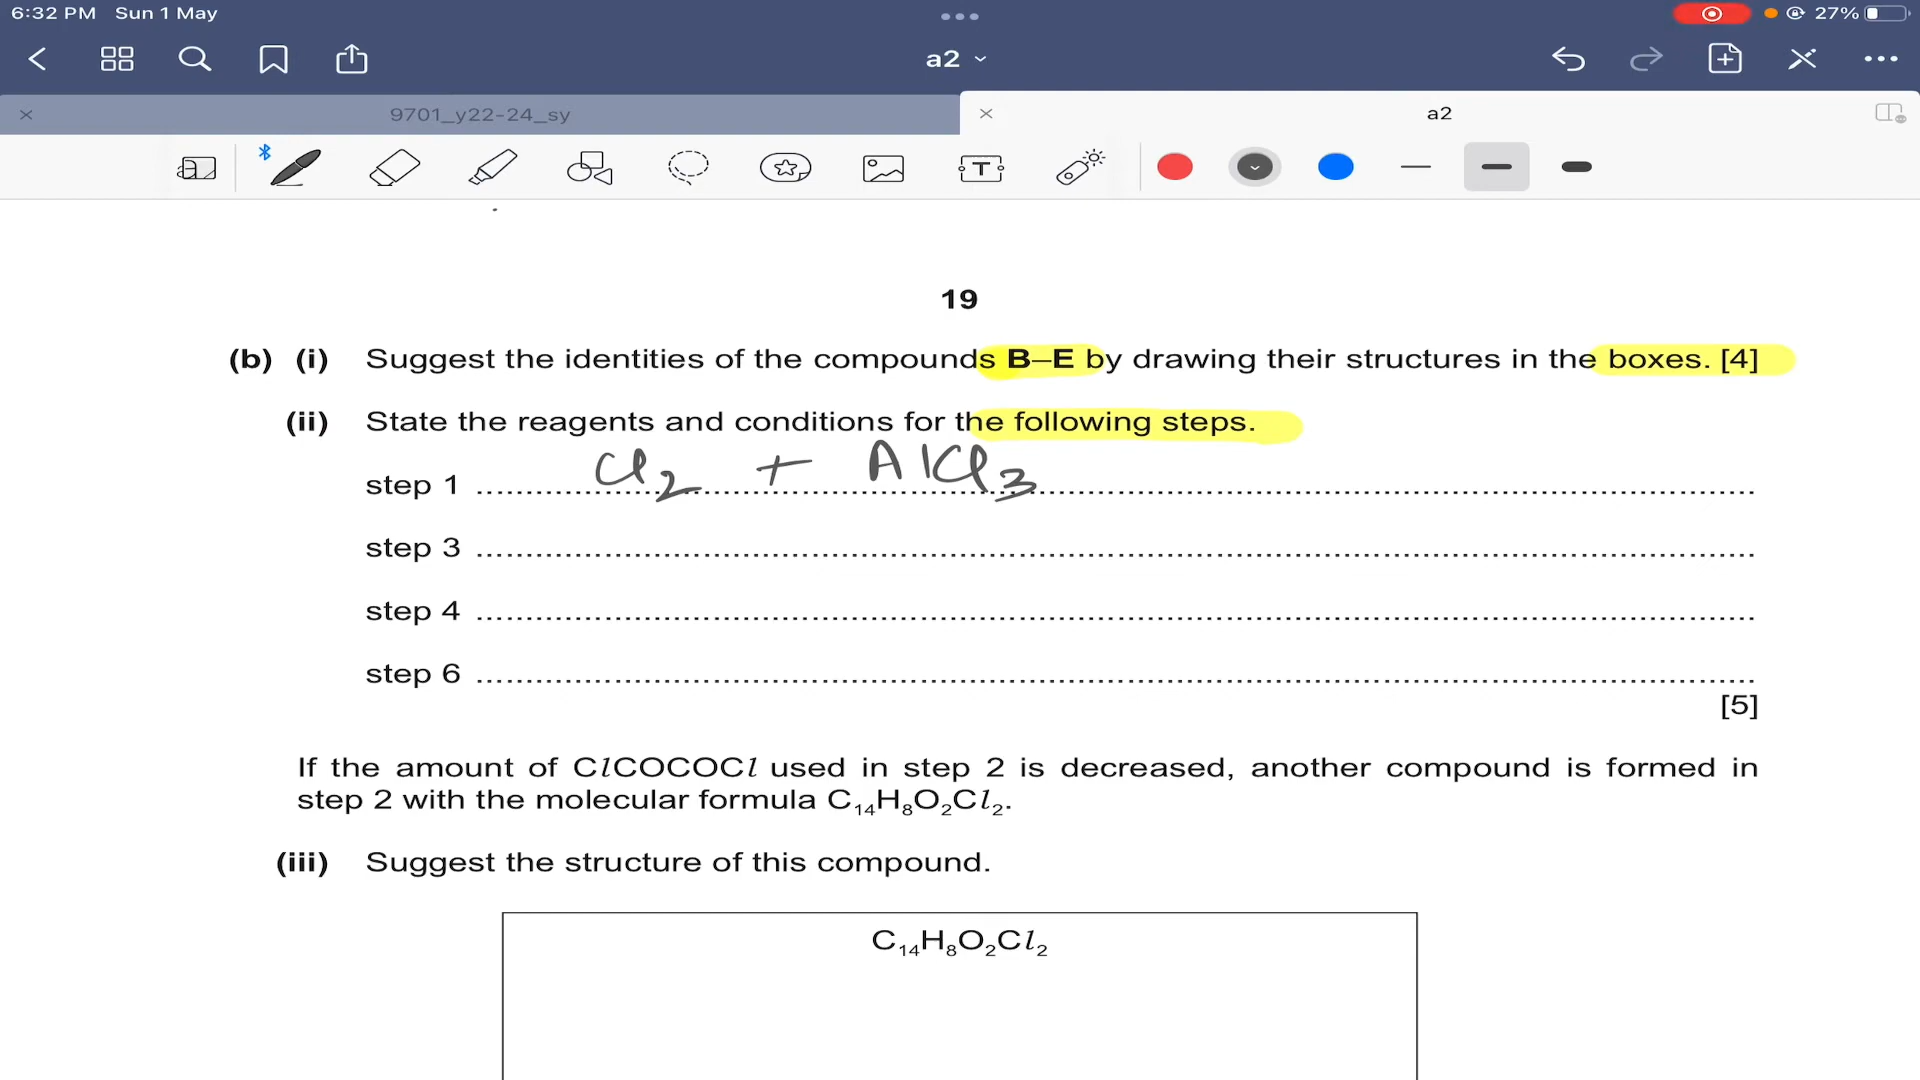 6:32 PM Sun 1 May
27%
a2
9701_y22-24_sy
a2
19
(b) (i) Suggest the identities of the compounds B–E by drawing their structures in the boxes. [4]
(ii) State the reagents and conditions for the following steps.
Cl₂ + AlCl₃
step 1 ........................................................................
step 3 ........................................................................
step 4 ........................................................................
step 6 ........................................................................
[5]
If the amount of ClCOCOCl used in step 2 is decreased, another compound is formed in
step 2 with the molecular formula C₁₄H₈O₂Cl₂.
(iii) Suggest the structure of this compound.
C₁₄H₈O₂Cl₂